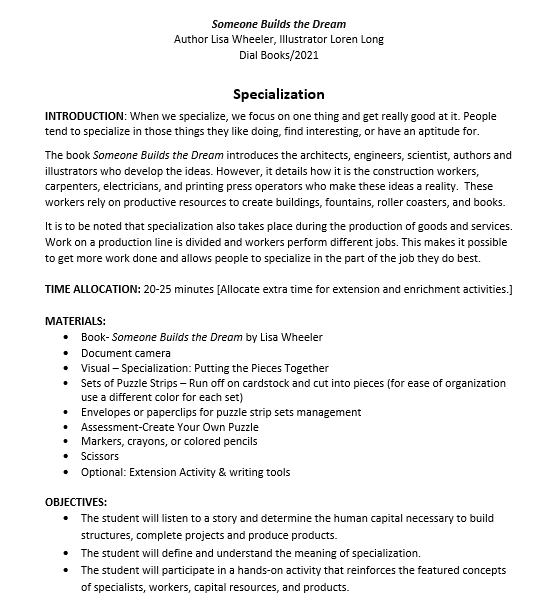 Someone Builds the Dream
Author Lisa Wheeler, Illustrator Loren Long
Dial Books/2021
Specialization
INTRODUCTION: When we specialize, we focus on one thing and get really good at it. People
tend to specialize in those things they like doing, find interesting, or have an aptitude for.
The book Someone Builds the Dream introduces the architects, engineers, scientist, authors and
illustrators who develop the ideas. However, it details how it is the construction workers,
carpenters, electricians, and printing press operators who make these ideas a reality.  These
workers rely on productive resources to create buildings, fountains, roller coasters, and books.
It is to be noted that specialization also takes place during the production of goods and services.
Work on a production line is divided and workers perform different jobs. This makes it possible
to get more work done and allows people to specialize in the part of the job they do best.
TIME ALLOCATION: 20-25 minutes [Allocate extra time for extension and enrichment activities.]
MATERIALS:
• Book- Someone Builds the Dream by Lisa Wheeler
• Document camera
• Visual – Specialization: Putting the Pieces Together
• Sets of Puzzle Strips – Run off on cardstock and cut into pieces (for ease of organization
use a different color for each set)
• Envelopes or paperclips for puzzle strip sets management
• Assessment-Create Your Own Puzzle
• Markers, crayons, or colored pencils
• Scissors
• Optional: Extension Activity & writing tools
OBJECTIVES:
• The student will listen to a story and determine the human capital necessary to build
structures, complete projects and produce products.
• The student will define and understand the meaning of specialization.
• The student will participate in a hands-on activity that reinforces the featured concepts
of specialists, workers, capital resources, and products.